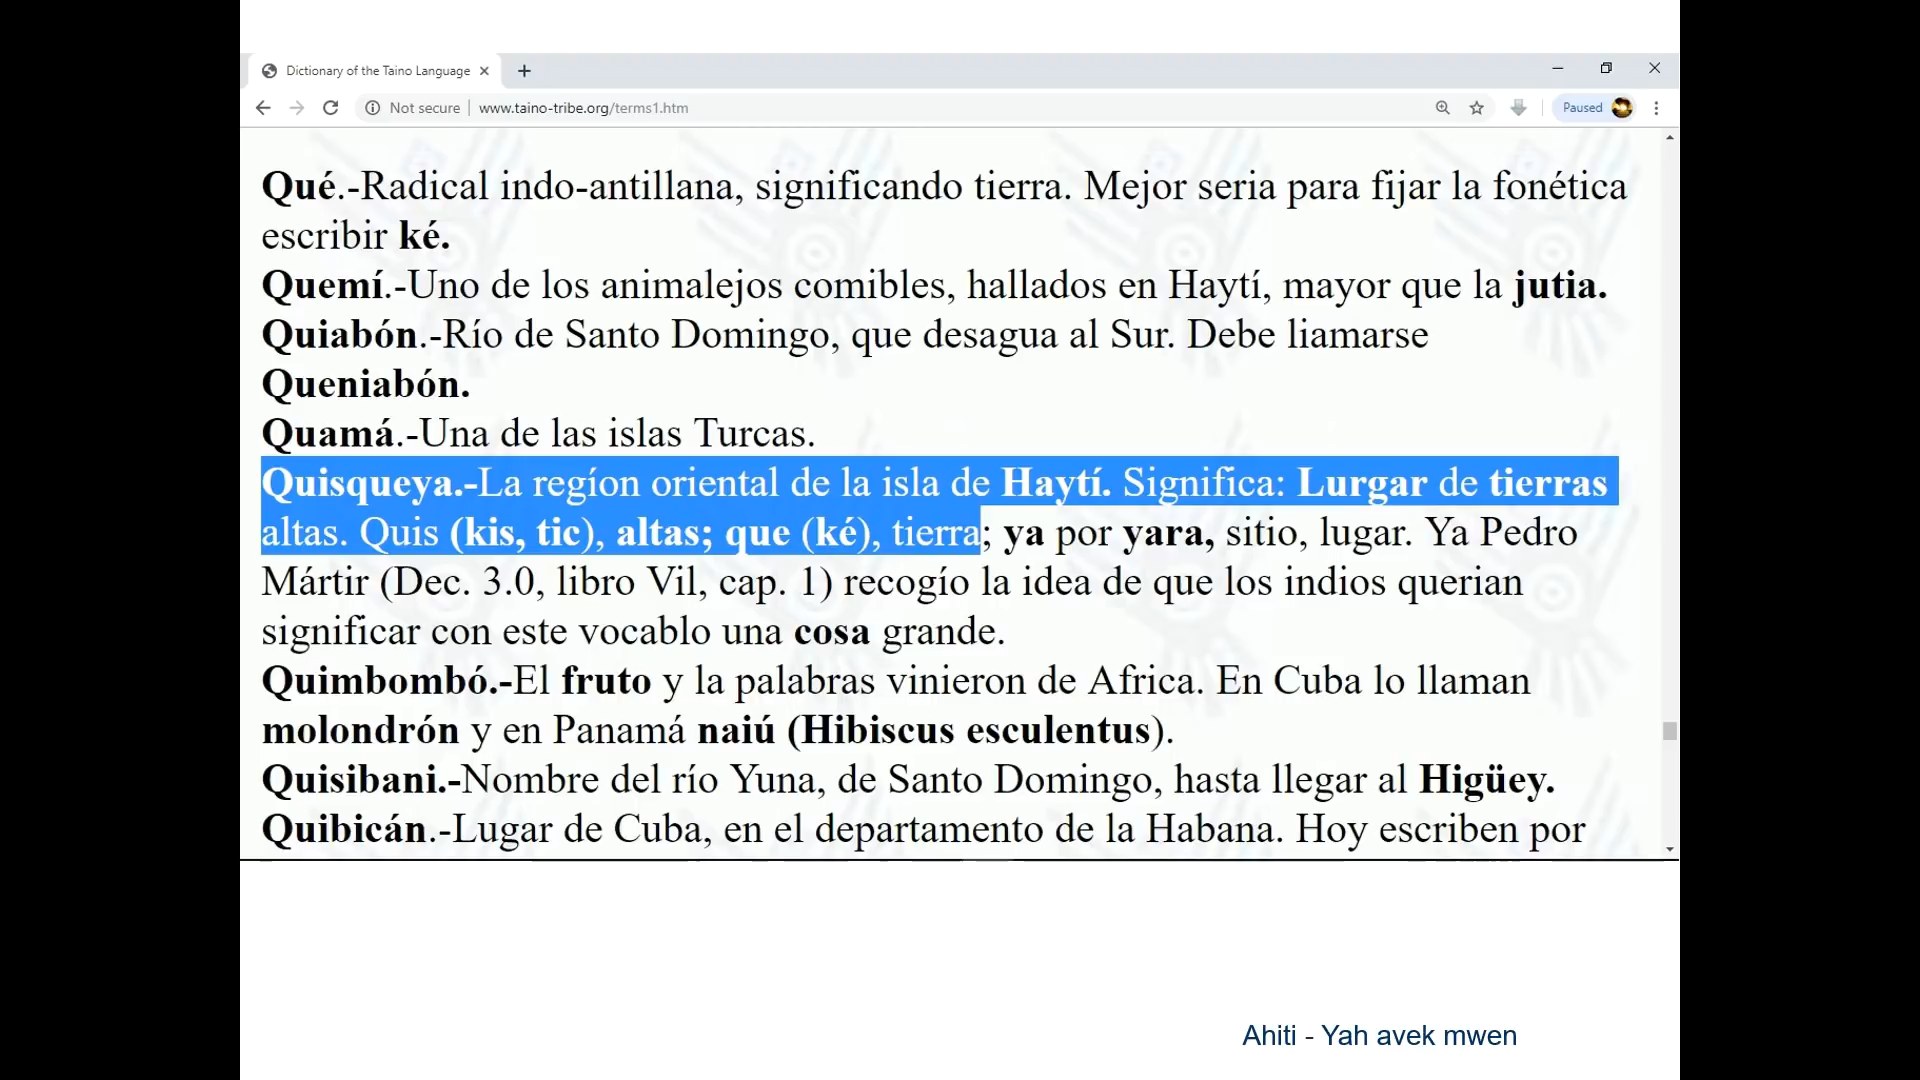 Dictionary of the Taino Language
Not secure | www.taino-tribe.org/terms1.htm
Paused
Qué.-Radical indo-antillana, significando tierra. Mejor seria para fijar la fonética
escribir ké.
Quemí.-Uno de los animalejos comibles, hallados en Haytí, mayor que la jutia.
Quiabón.-Río de Santo Domingo, que desagua al Sur. Debe liamarse
Queniabón.
Quamá.-Una de las islas Turcas.
Quisqueya.-La regíon oriental de la isla de Haytí. Significa: Lurgar de tierras
altas. Quis (kis, tic), altas; que (ké), tierra; ya por yara, sitio, lugar. Ya Pedro
Mártir (Dec. 3.0, libro Vil, cap. 1) recogío la idea de que los indios querian
significar con este vocablo una cosa grande.
Quimbombó.-El fruto y la palabras vinieron de Africa. En Cuba lo llaman
molondrón y en Panamá naiú (Hibiscus esculentus).
Quisibani.-Nombre del río Yuna, de Santo Domingo, hasta llegar al Higüey.
Quibicán.-Lugar de Cuba, en el departamento de la Habana. Hoy escriben por
Ahiti - Yah avek mwen